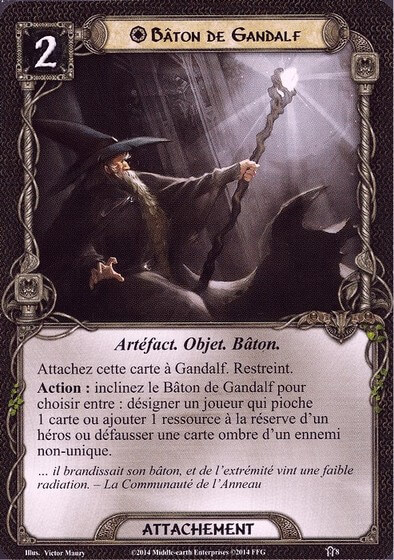 2
Bâton de Gandalf
Artéfact. Objet. Bâton.
Attachez cette carte à Gandalf. Restreint.
Action : inclinez le Bâton de Gandalf pour
choisir entre : désigner un joueur qui pioche
1 carte ou ajouter 1 ressource à la réserve d’un
héros ou défausser une carte ombre d’un ennemi
non-unique.
... il brandissait son bâton, et de l’extrémité vint une faible
radiation. – La Communauté de l’Anneau
ATTACHEMENT
Illus. Victor Maury ©2014 Middle-earth Enterprises ©2014 FFG 8